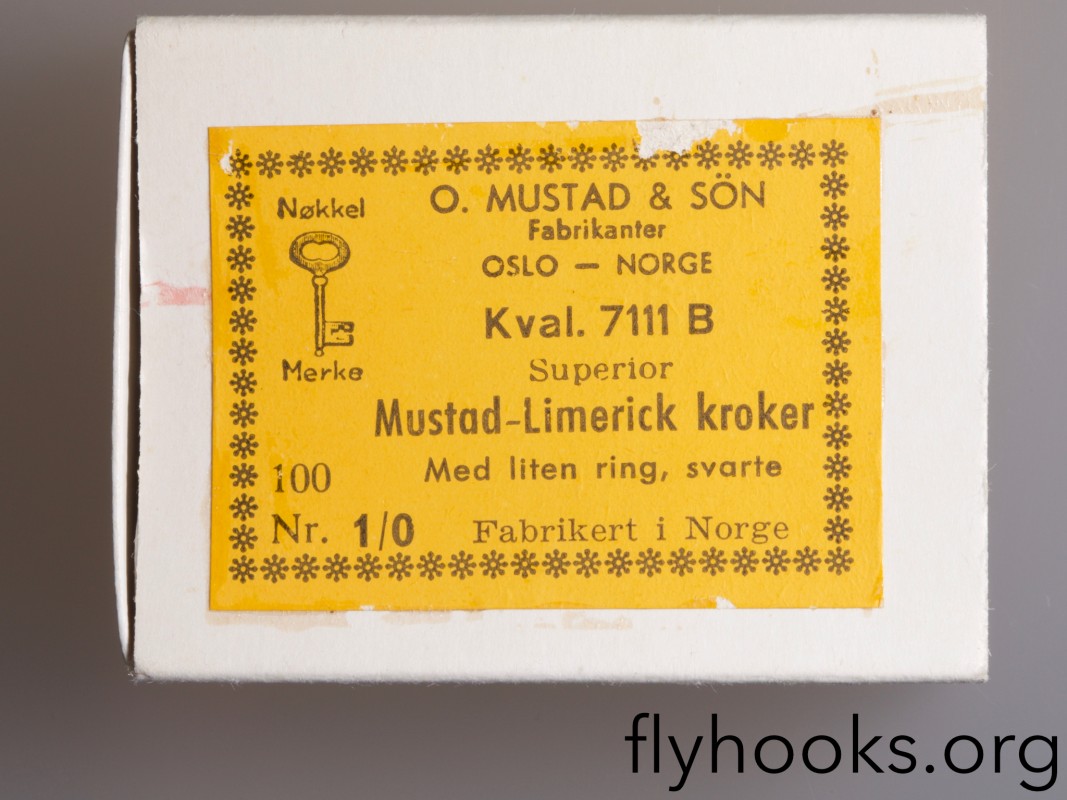 O. MUSTAD & SÖN
Fabrikanter
OSLO — NORGE
Nøkkel
Merke
Kval. 7111 B
Superior
Mustad-Limerick kroker
Med liten ring, svarte
100
Nr. 1/0 Fabrikert i Norge
flyhooks.org